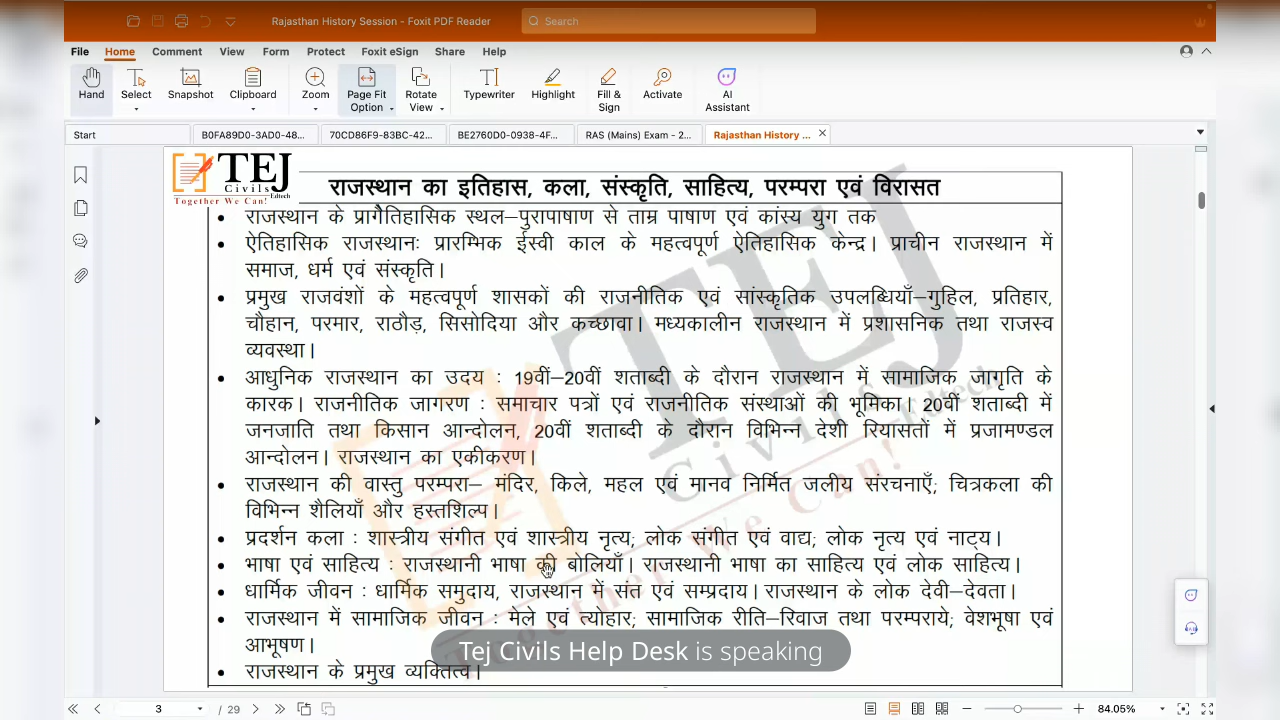 Rajasthan History Session - Foxit PDF Reader
Search
File Home Comment View Form Protect Foxit eSign Share Help
Hand Select Snapshot Clipboard Zoom Page Fit Option Rotate View Typewriter Highlight Fill & Sign Activate AI Assistant
Start B0FA89D0-3AD0-48... 70CD86F9-83BC-42... BE2760D0-0938-4F... RAS (Mains) Exam - 2... Rajasthan History ...
TEJ
Civils
Edtech
Together We Can!
राजस्थान का इतिहास, कला, संस्कृति, साहित्य, परम्परा एवं विरासत
• राजस्थान के प्रागैतिहासिक स्थल–पुरापाषाण से ताम्र पाषाण एवं कांस्य युग तक
• ऐतिहासिक राजस्थानः प्रारम्भिक ईस्वी काल के महत्वपूर्ण ऐतिहासिक केन्द्र। प्राचीन राजस्थान में
समाज, धर्म एवं संस्कृति।
• प्रमुख राजवंशों के महत्वपूर्ण शासकों की राजनीतिक एवं सांस्कृतिक उपलब्धियाँ–गुहिल, प्रतिहार,
चौहान, परमार, राठौड़, सिसोदिया और कच्छावा। मध्यकालीन राजस्थान में प्रशासनिक तथा राजस्व
व्यवस्था।
• आधुनिक राजस्थान का उदय : 19वीं–20वीं शताब्दी के दौरान राजस्थान में सामाजिक जागृति के
कारक। राजनीतिक जागरण : समाचार पत्रों एवं राजनीतिक संस्थाओं की भूमिका। 20वीं शताब्दी में
जनजाति तथा किसान आन्दोलन, 20वीं शताब्दी के दौरान विभिन्न देशी रियासतों में प्रजामण्डल
आन्दोलन। राजस्थान का एकीकरण।
• राजस्थान की वास्तु परम्परा– मंदिर, किले, महल एवं मानव निर्मित जलीय संरचनाएँ; चित्रकला की
विभिन्न शैलियाँ और हस्तशिल्प।
• प्रदर्शन कला : शास्त्रीय संगीत एवं शास्त्रीय नृत्य; लोक संगीत एवं वाद्य; लोक नृत्य एवं नाट्य।
• भाषा एवं साहित्य : राजस्थानी भाषा की बोलियाँ। राजस्थानी भाषा का साहित्य एवं लोक साहित्य।
• धार्मिक जीवन : धार्मिक समुदाय, राजस्थान में संत एवं सम्प्रदाय। राजस्थान के लोक देवी–देवता।
• राजस्थान में सामाजिक जीवन : मेले एवं त्योहार; सामाजिक रीति–रिवाज तथा परम्पराये; वेशभूषा एवं
आभूषण।
• राजस्थान के प्रमुख व्यक्तित्व।
TEJ
Civils
Edtech
Together We Can!
Tej Civils Help Desk is speaking
3 / 29 84.05%